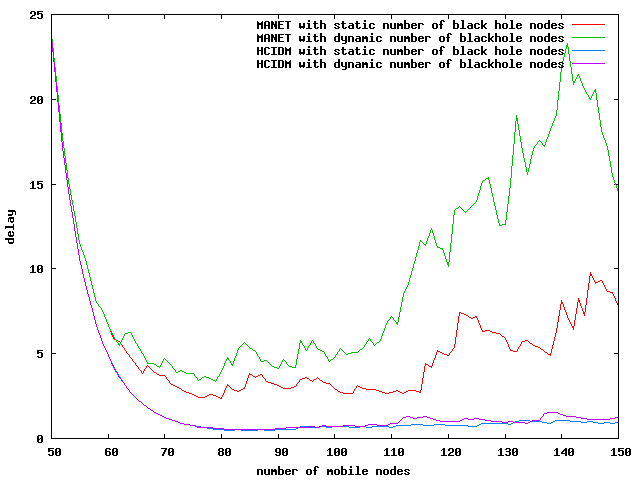 25
MANET with static number of black hole nodes
MANET with dynamic number of blackhole nodes
HCIDM with static number of black hole nodes
HCIDM with dynamic number of blackhole nodes
20
15
delay
10
5
0
50 60 70 80 90 100 110 120 130 140 150
number of mobile nodes